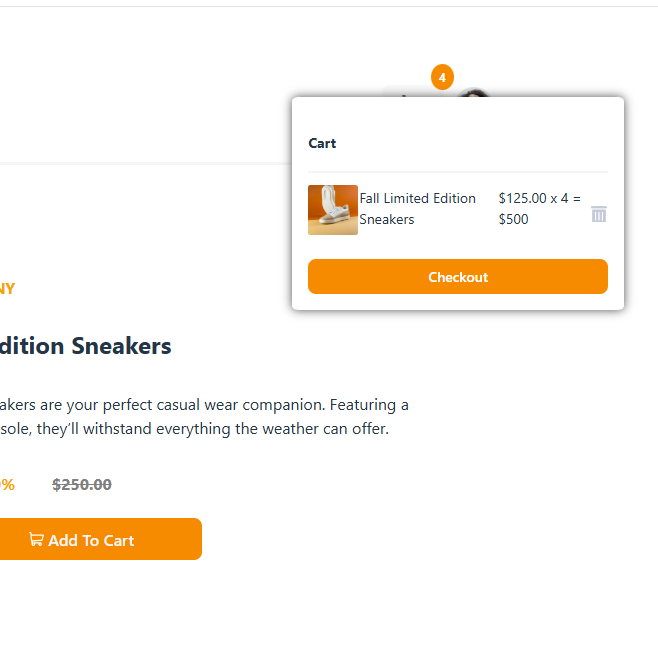 4
Cart
Fall Limited Edition
Sneakers
$125.00 x 4 =
$500
Checkout
NY
dition Sneakers
akers are your perfect casual wear companion. Featuring a
sole, they’ll withstand everything the weather can offer.
% $250.00
Add To Cart